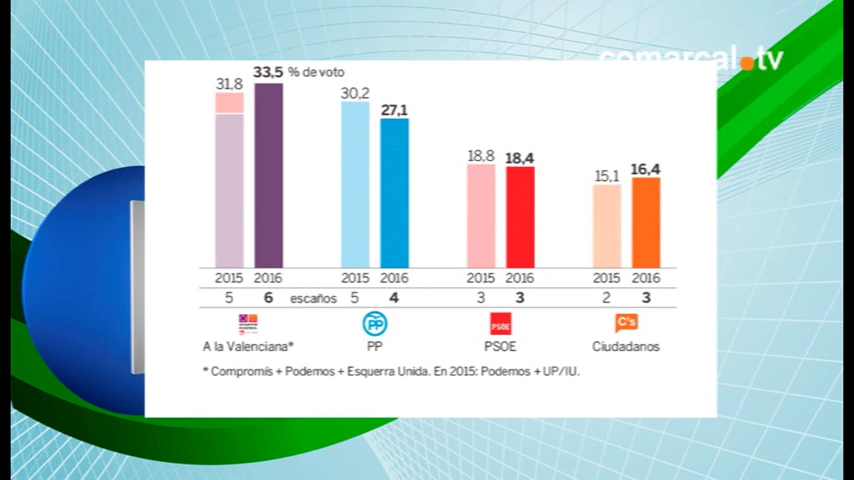 comarcal.tv
33,5 % de voto
31,8
30,2
27,1
18,8
18,4
15,1
16,4
2015 2016 2015 2016 2015 2016 2015 2016
5 6 escaños 5 4 3 3 2 3
PP
PSOE
C's
A la Valenciana* PP PSOE Ciudadanos
* Compromís + Podemos + Esquerra Unida. En 2015: Podemos + UP/IU.